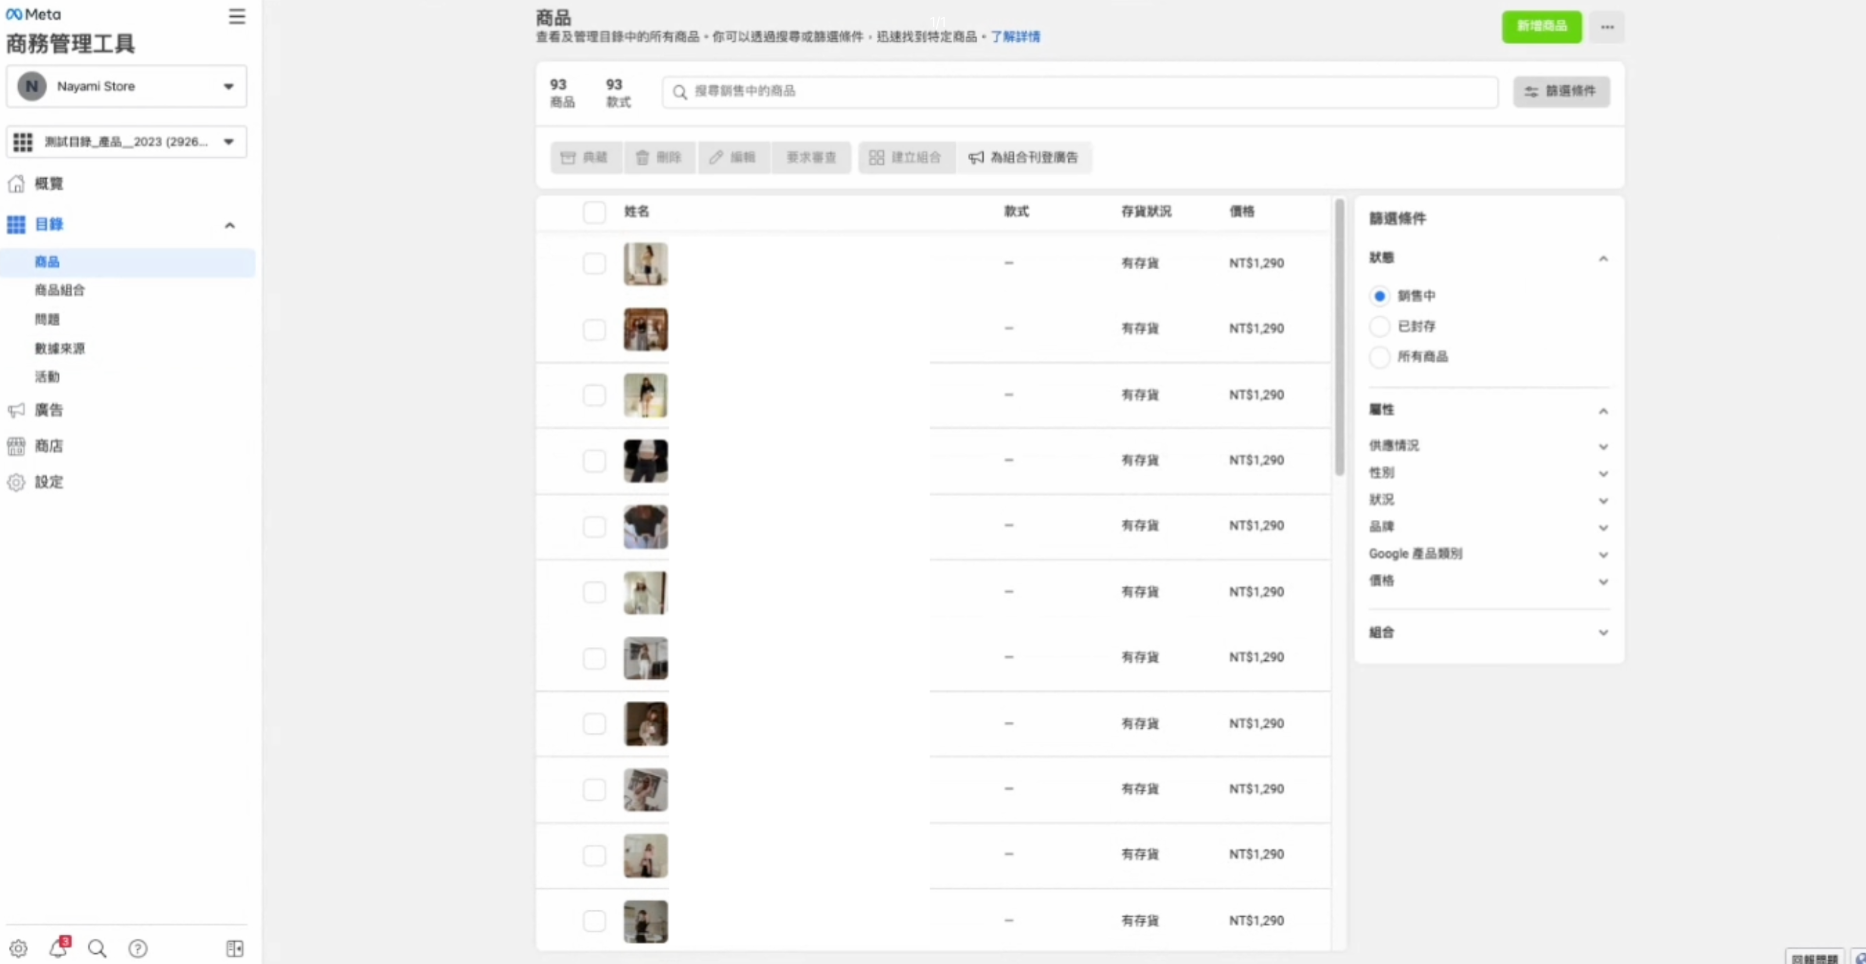 Meta
商務管理工具
N Nayami Store
測試目錄_產品__2023 (2926...
概覽
目錄
商品
商品組合
問題
數據來源
活動
廣告
商店
設定
3
商品
1/1
查看及管理目錄中的所有商品。你可以透過搜尋或篩選條件，迅速找到特定商品。了解詳情
新增商品
93 商品
93 款式
搜尋銷售中的商品
篩選條件
典藏 刪除 編輯 要求審查 建立組合 為組合刊登廣告
姓名 款式 存貨狀況 價格
— 有存貨 NT$1,290
— 有存貨 NT$1,290
— 有存貨 NT$1,290
— 有存貨 NT$1,290
— 有存貨 NT$1,290
— 有存貨 NT$1,290
— 有存貨 NT$1,290
— 有存貨 NT$1,290
— 有存貨 NT$1,290
— 有存貨 NT$1,290
— 有存貨 NT$1,290
篩選條件
狀態
銷售中
已封存
所有商品
屬性
供應情況
性別
狀況
品牌
Google 產品類別
價格
組合
回報問題